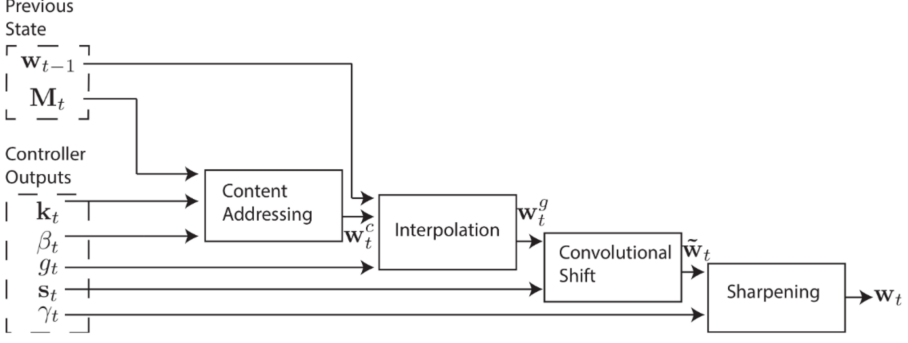 Previous
State
w_{t−1}
M_t
Controller
Outputs
k_t
β_t
g_t
s_t
γ_t
Content
Addressing
w_t^c
Interpolation
w_t^g
Convolutional
Shift
w̃_t
Sharpening
w_t